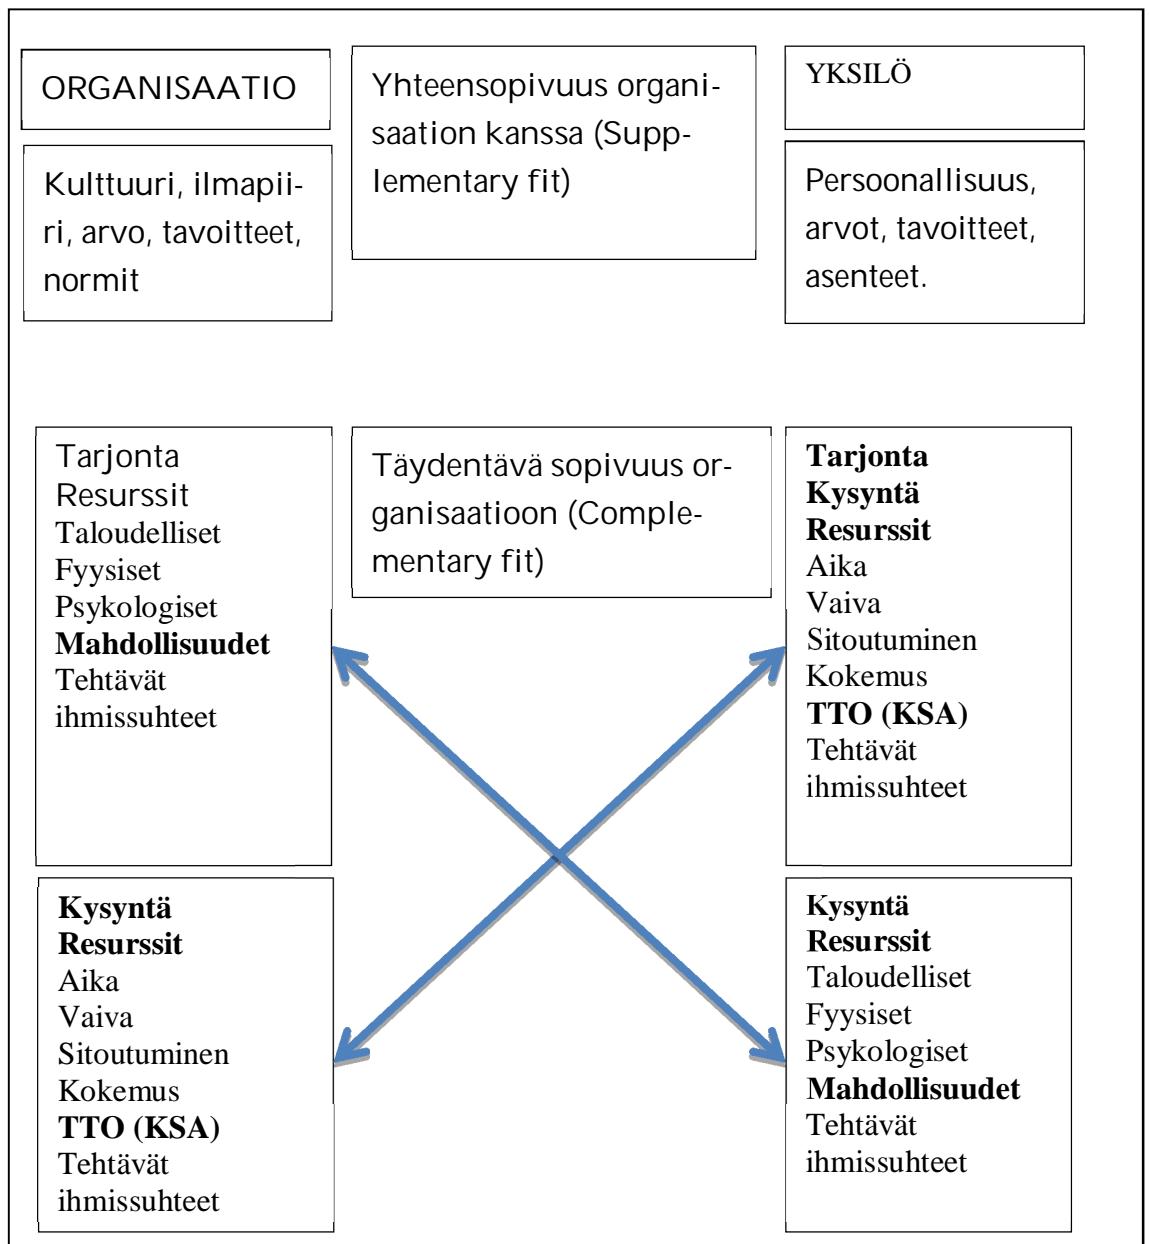 ORGANISAATIO
Kulttuuri, ilmapii-
ri, arvo, tavoitteet,
normit
Yhteensopivuus organi-
saation kanssa (Supp-
lementary fit)
YKSILÖ
Persoonallisuus,
arvot, tavoitteet,
asenteet.
Tarjonta
Resurssit
Taloudelliset
Fyysiset
Psykologiset
Mahdollisuudet
Tehtävät
ihmissuhteet
Täydentävä sopivuus or-
ganisaatioon (Comple-
mentary fit)
Tarjonta
Kysyntä
Resurssit
Aika
Vaiva
Sitoutuminen
Kokemus
TTO (KSA)
Tehtävät
ihmissuhteet
Kysyntä
Resurssit
Aika
Vaiva
Sitoutuminen
Kokemus
TTO (KSA)
Tehtävät
ihmissuhteet
Kysyntä
Resurssit
Taloudelliset
Fyysiset
Psykologiset
Mahdollisuudet
Tehtävät
ihmissuhteet